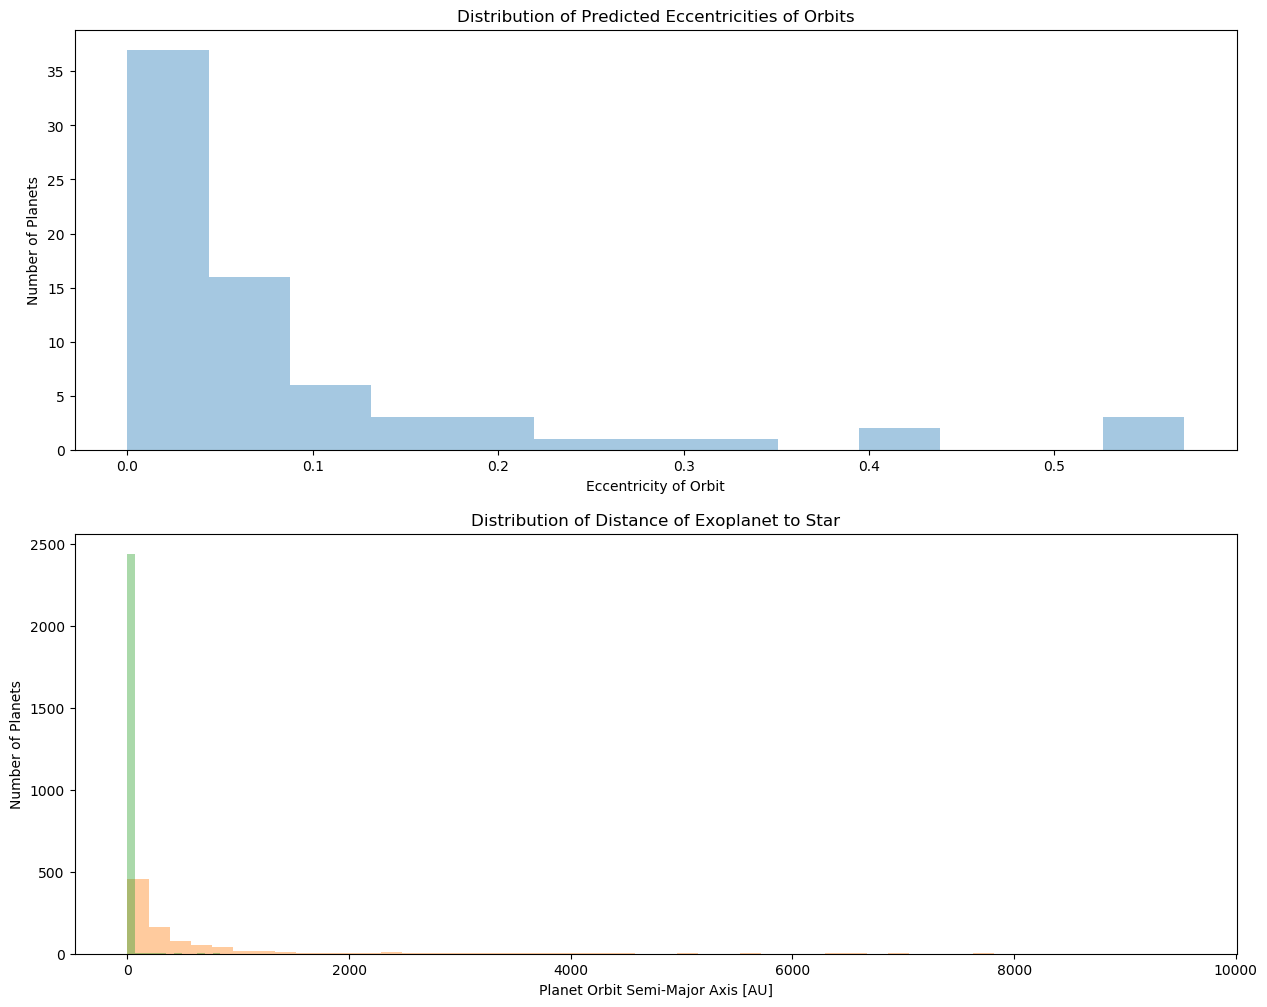 Distribution of Predicted Eccentricities of Orbits
35
30
25
20
15
10
5
0
Number of Planets
0.0 0.1 0.2 0.3 0.4 0.5
Eccentricity of Orbit
Distribution of Distance of Exoplanet to Star
2500
2000
1500
1000
500
0
Number of Planets
0 2000 4000 6000 8000 10000
Planet Orbit Semi-Major Axis [AU]